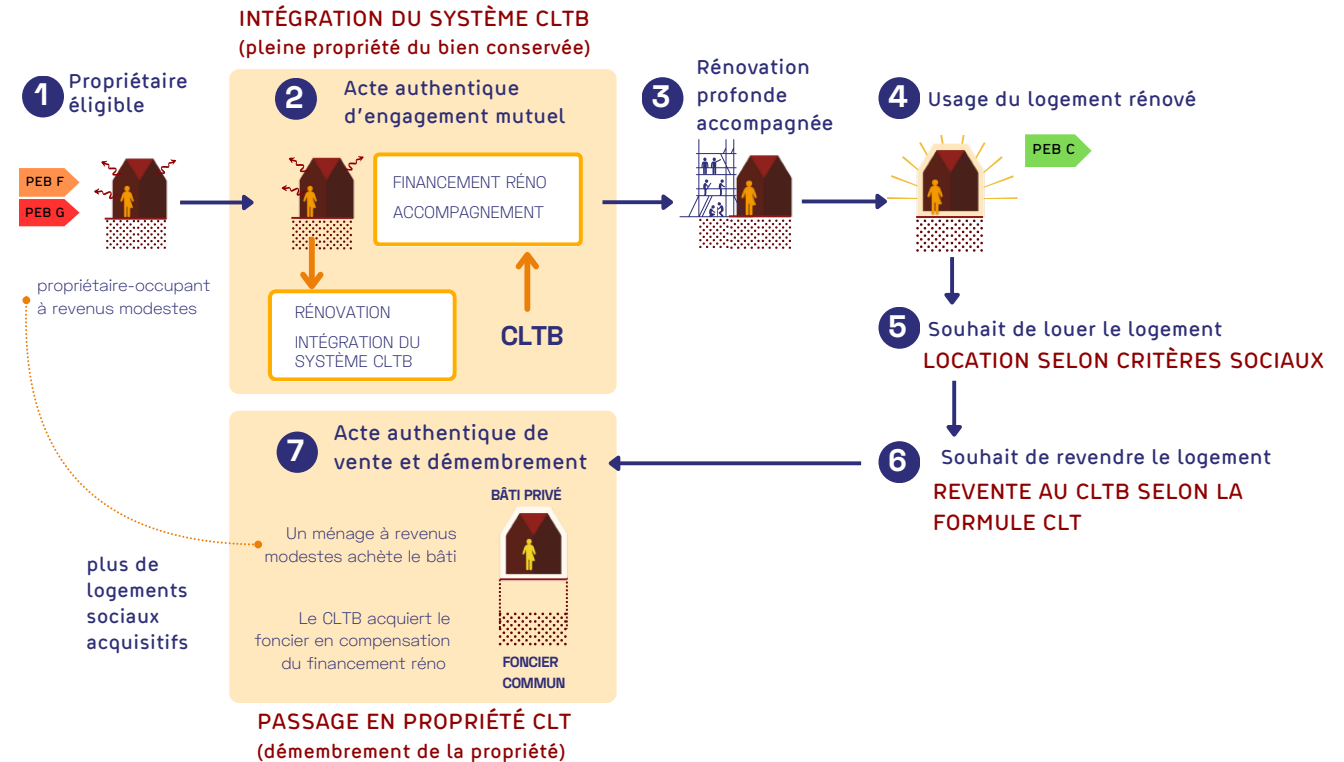 INTÉGRATION DU SYSTÈME CLTB
(pleine propriété du bien conservée)
1
Propriétaire
éligible
PEB F
PEB G
propriétaire-occupant
à revenus modestes
2
Acte authentique
d'engagement mutuel
FINANCEMENT RÉNO
ACCOMPAGNEMENT
RÉNOVATION
INTÉGRATION DU
SYSTÈME CLTB
CLTB
3
Rénovation
profonde
accompagnée
4
Usage du logement rénové
PEB C
5
Souhait de louer le logement
LOCATION SELON CRITÈRES SOCIAUX
6
Souhait de revendre le logement
REVENTE AU CLTB SELON LA
FORMULE CLT
7
Acte authentique de
vente et démembrement
BÂTI PRIVÉ
Un ménage à revenus
modestes achète le bâti
Le CLTB acquiert le
foncier en compensation
du financement réno
FONCIER
COMMUN
plus de
logements
sociaux
acquisitifs
PASSAGE EN PROPRIÉTÉ CLT
(démembrement de la propriété)